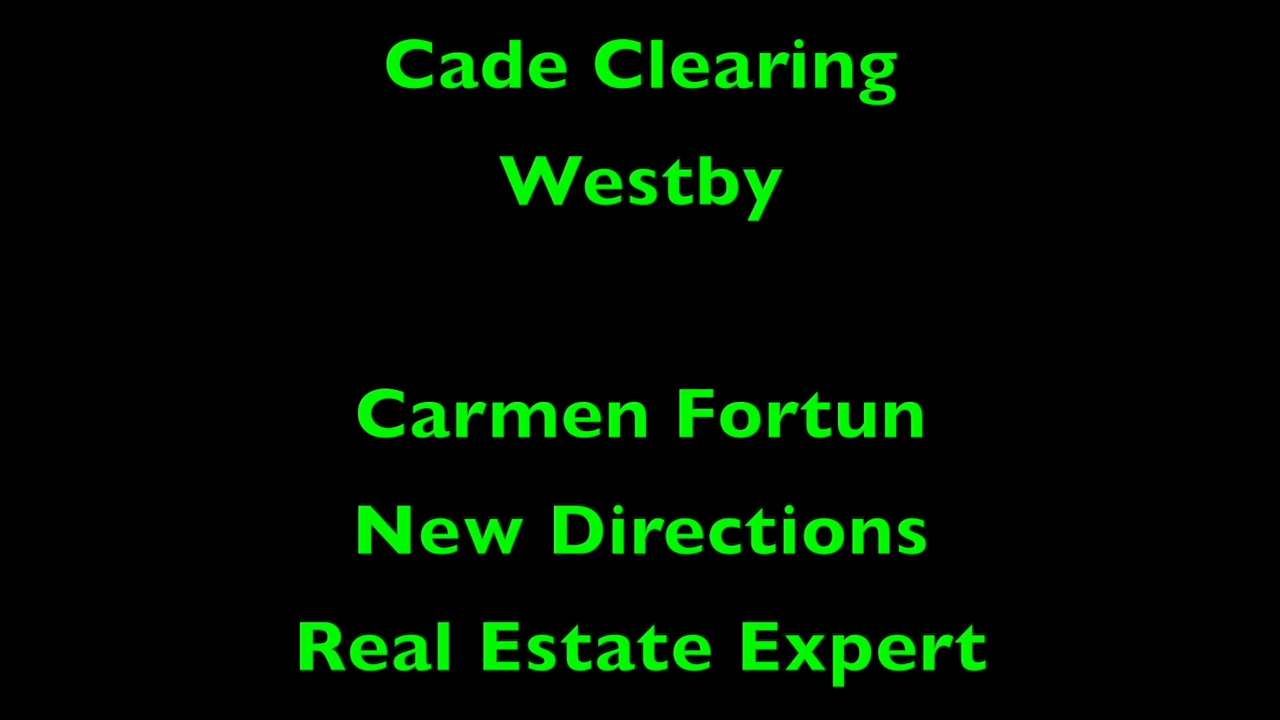 Cade Clearing
Westby
Carmen Fortun
New Directions
Real Estate Expert